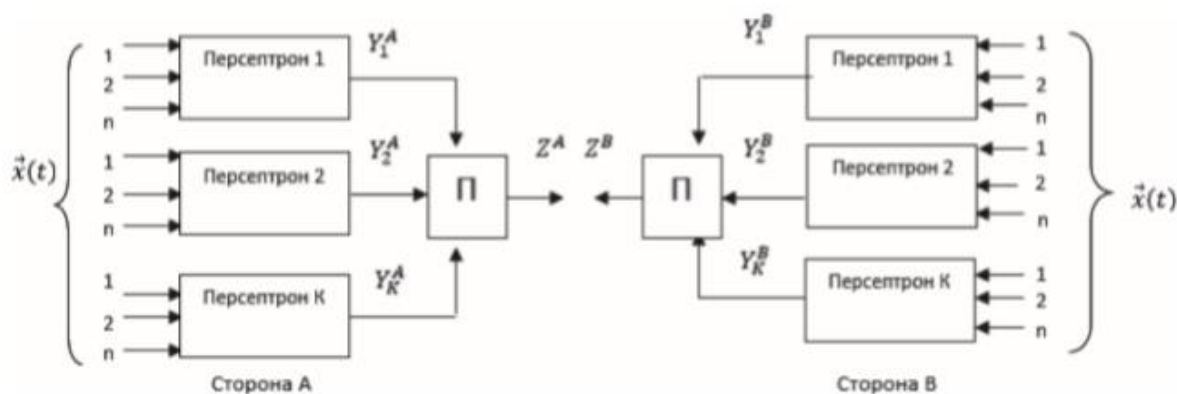 Y_1^A Y_1^B
1 Персептрон 1 Персептрон 1 1
2 2
n n
Y_2^A Z^A Z^B Y_2^B
x⃗(t) 1 Персептрон 2 П П Персептрон 2 1 x⃗(t)
2 2
n n
Y_K^A Y_K^B
1 Персептрон К Персептрон К 1
2 2
n n
Сторона А Сторона В